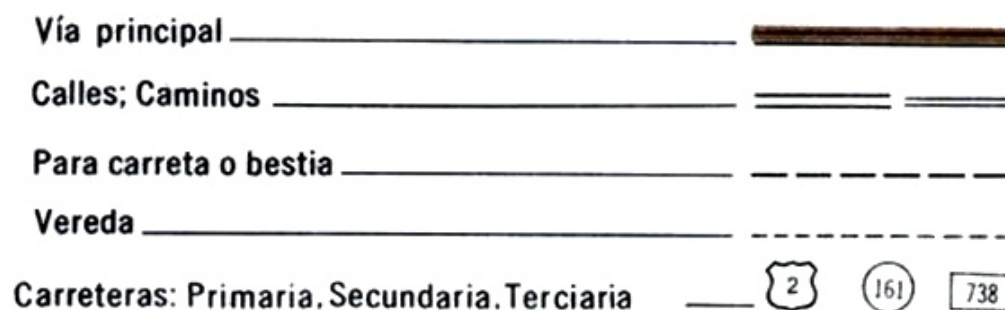 Vía principal
Calles; Caminos
Para carreta o bestia
Vereda
Carreteras: Primaria, Secundaria, Terciaria 2 161 738